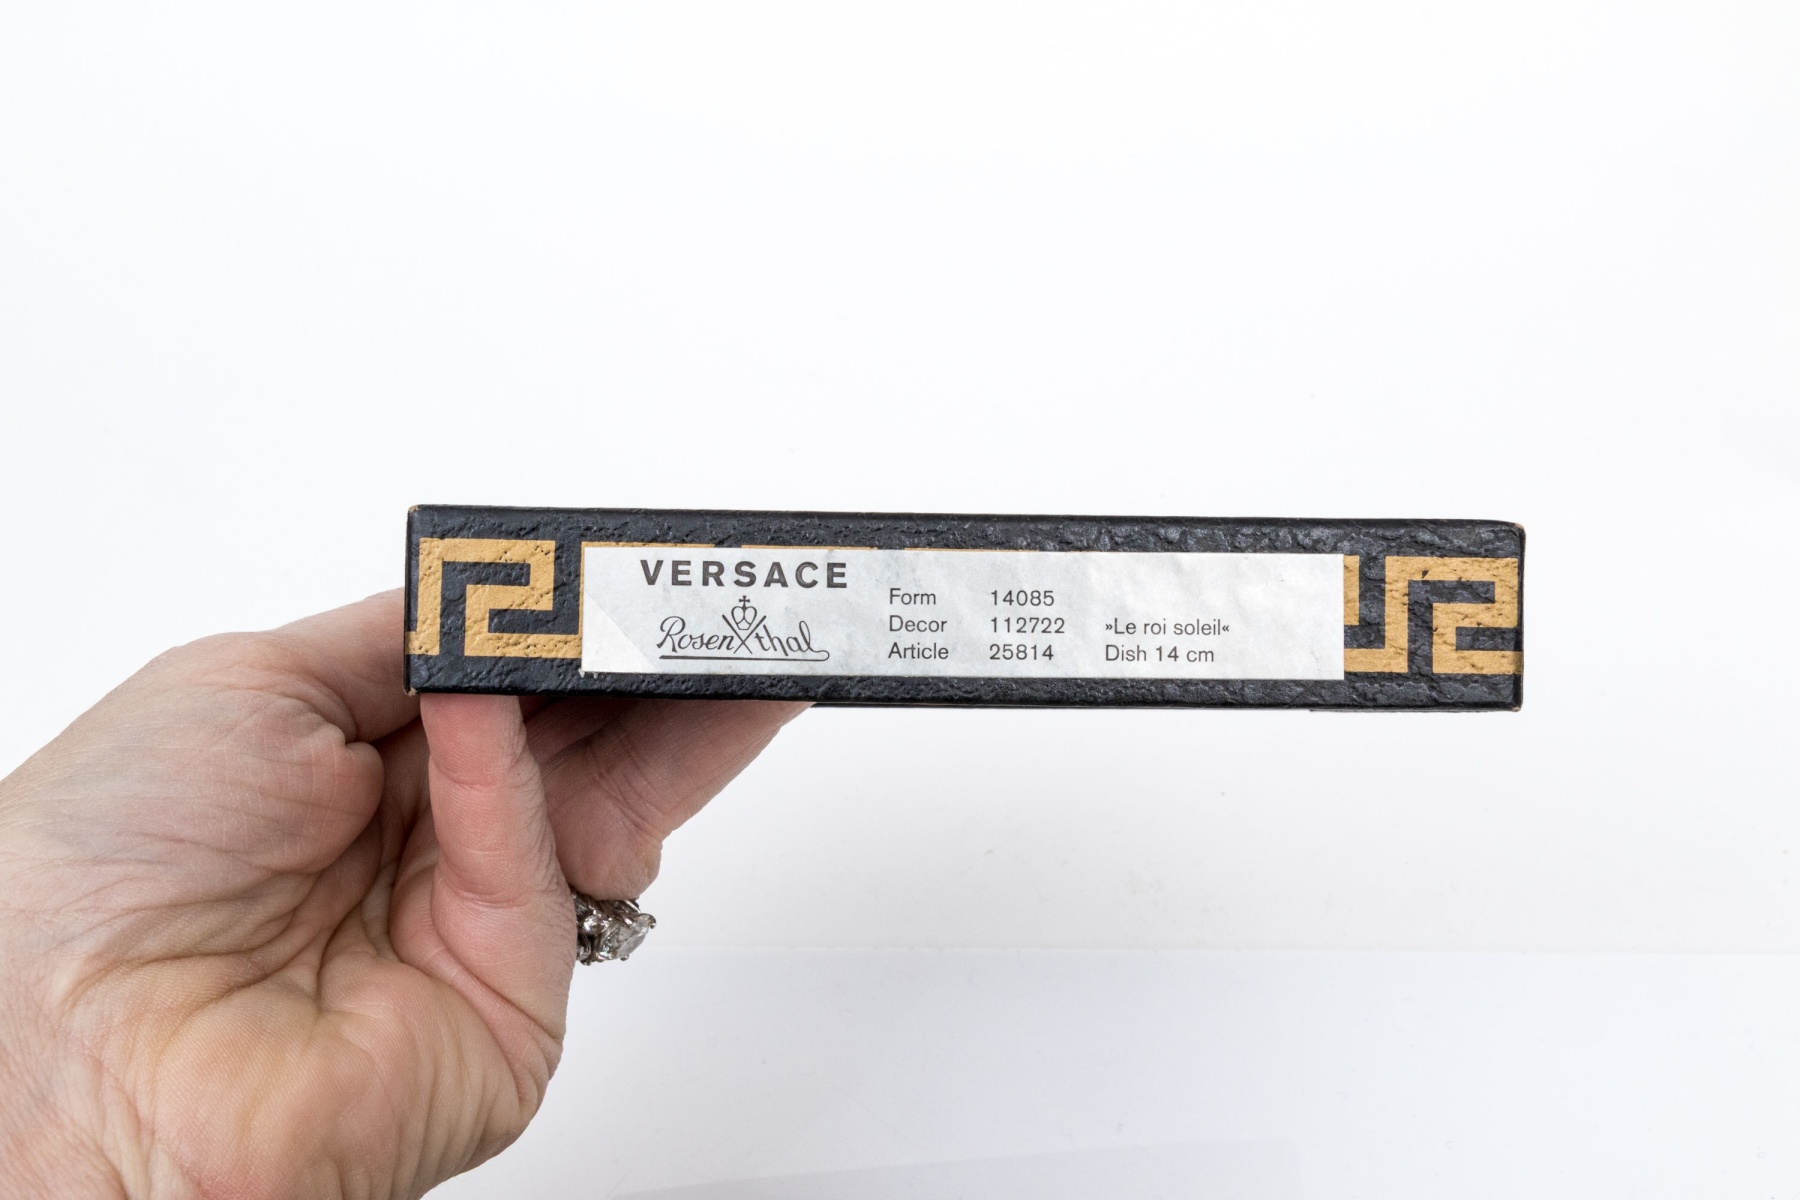 VERSACE
Rosenthal
Form 14085
Decor 112722 »Le roi soleil«
Article 25814 Dish 14 cm